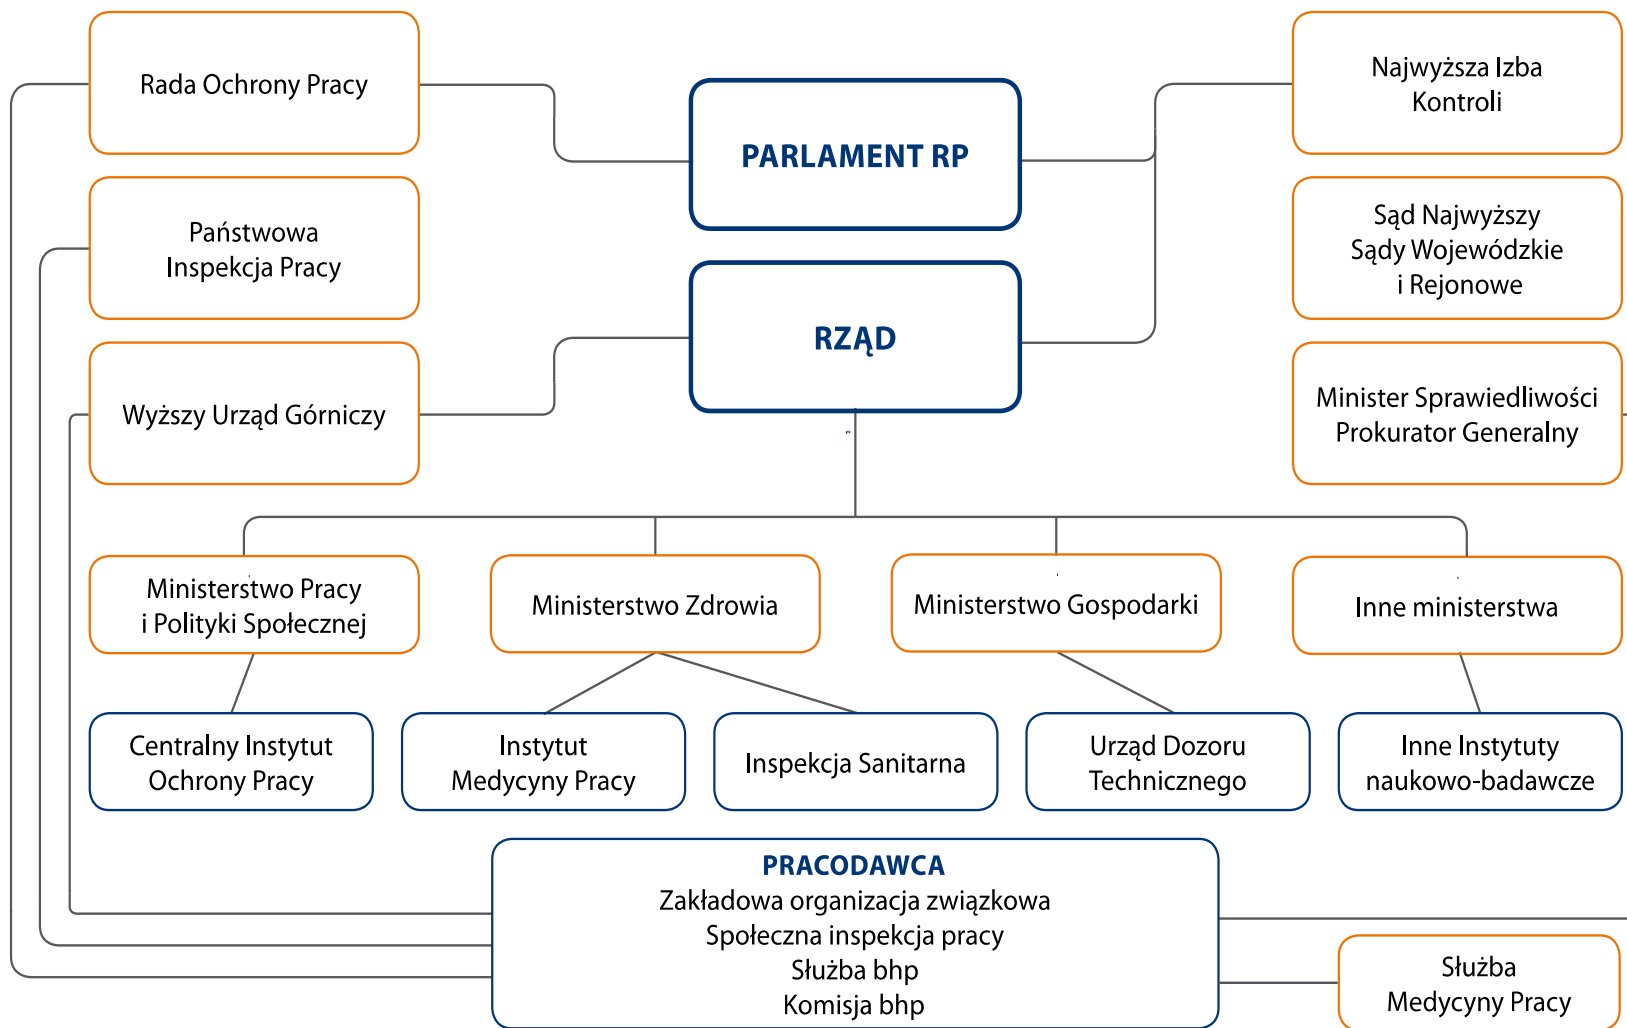 Rada Ochrony Pracy
PARLAMENT RP
Najwyższa Izba
Kontroli
Państwowa
Inspekcja Pracy
RZĄD
Sąd Najwyższy
Sądy Wojewódzkie
i Rejonowe
Wyższy Urząd Górniczy
Minister Sprawiedliwości
Prokurator Generalny
Ministerstwo Pracy
i Polityki Społecznej
Ministerstwo Zdrowia
Ministerstwo Gospodarki
Inne ministerstwa
Centralny Instytut
Ochrony Pracy
Instytut
Medycyny Pracy
Inspekcja Sanitarna
Urząd Dozoru
Technicznego
Inne Instytuty
naukowo-badawcze
PRACODAWCA
Zakładowa organizacja związkowa
Społeczna inspekcja pracy
Służba bhp
Komisja bhp
Służba
Medycyny Pracy